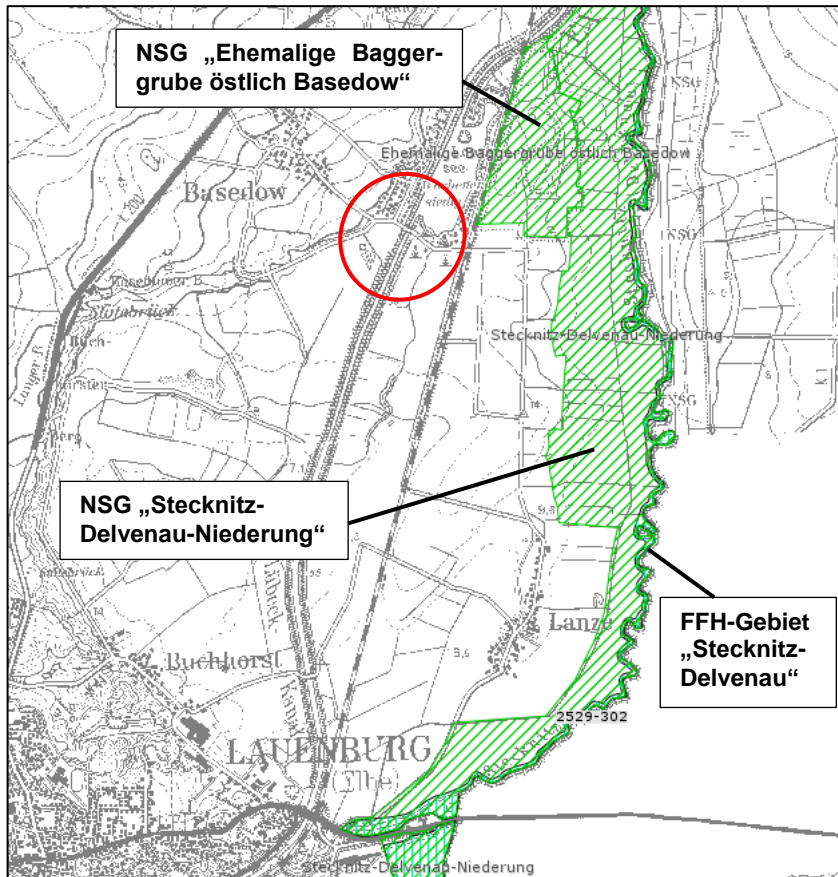 NSG „Ehemalige Bagger-
grube östlich Basedow“
NSG
Ehemalige Baggergrube östlich Basedow
Basedow
NSG
Stecknitz-Delvenau-Niederung
NSG
NSG „Stecknitz-
Delvenau-Niederung“
Lanze
FFH-Gebiet
„Stecknitz-
Delvenau“
Buchhorst
2529-302
LAUENBURG
(Elbe)
Stecknitz-Delvenau-Niederung